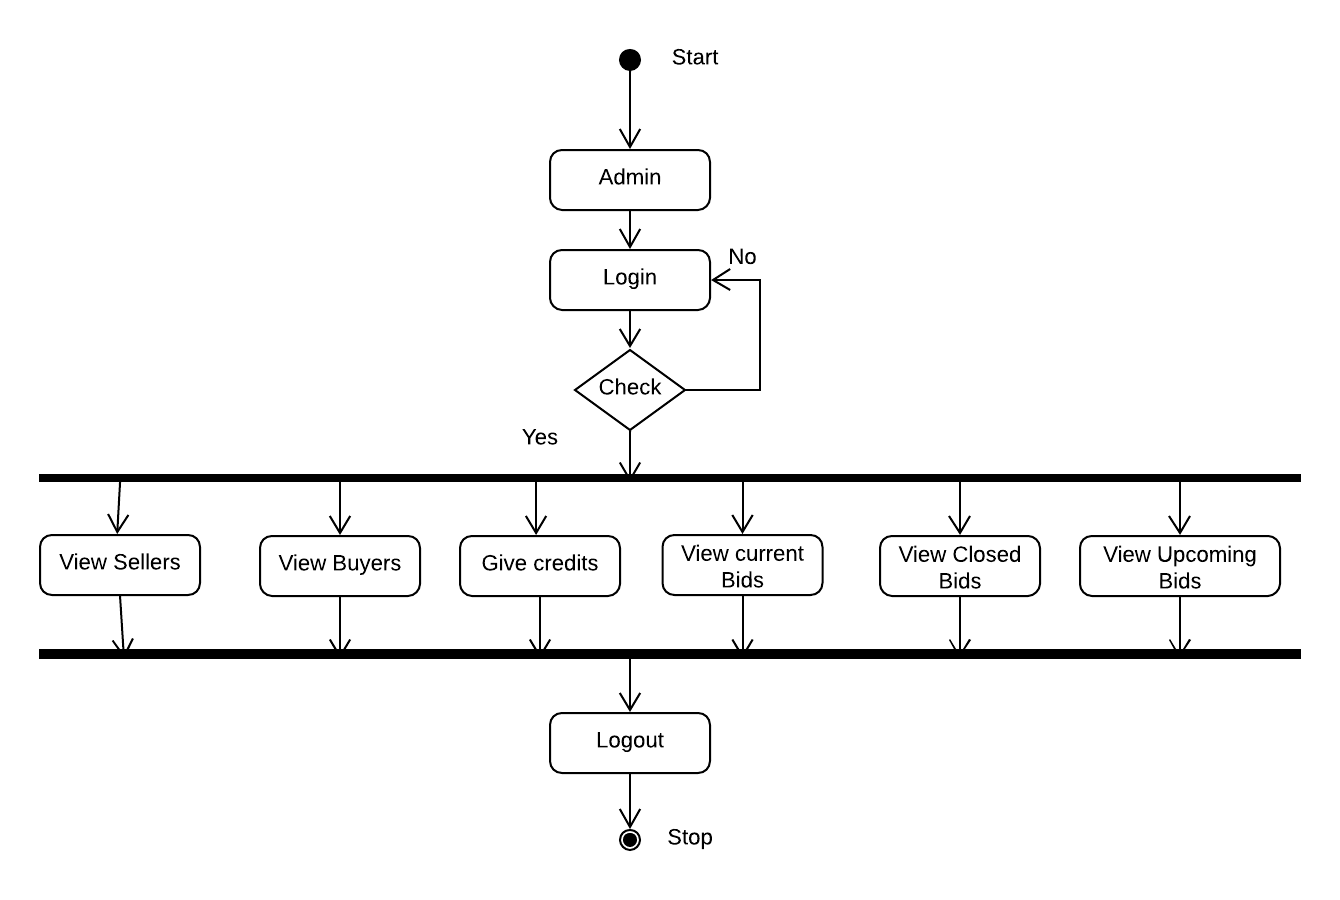 Start
Admin
No
Login
Check
Yes
View Sellers
View Buyers
Give credits
View current
Bids
View Closed
Bids
View Upcoming
Bids
Logout
Stop